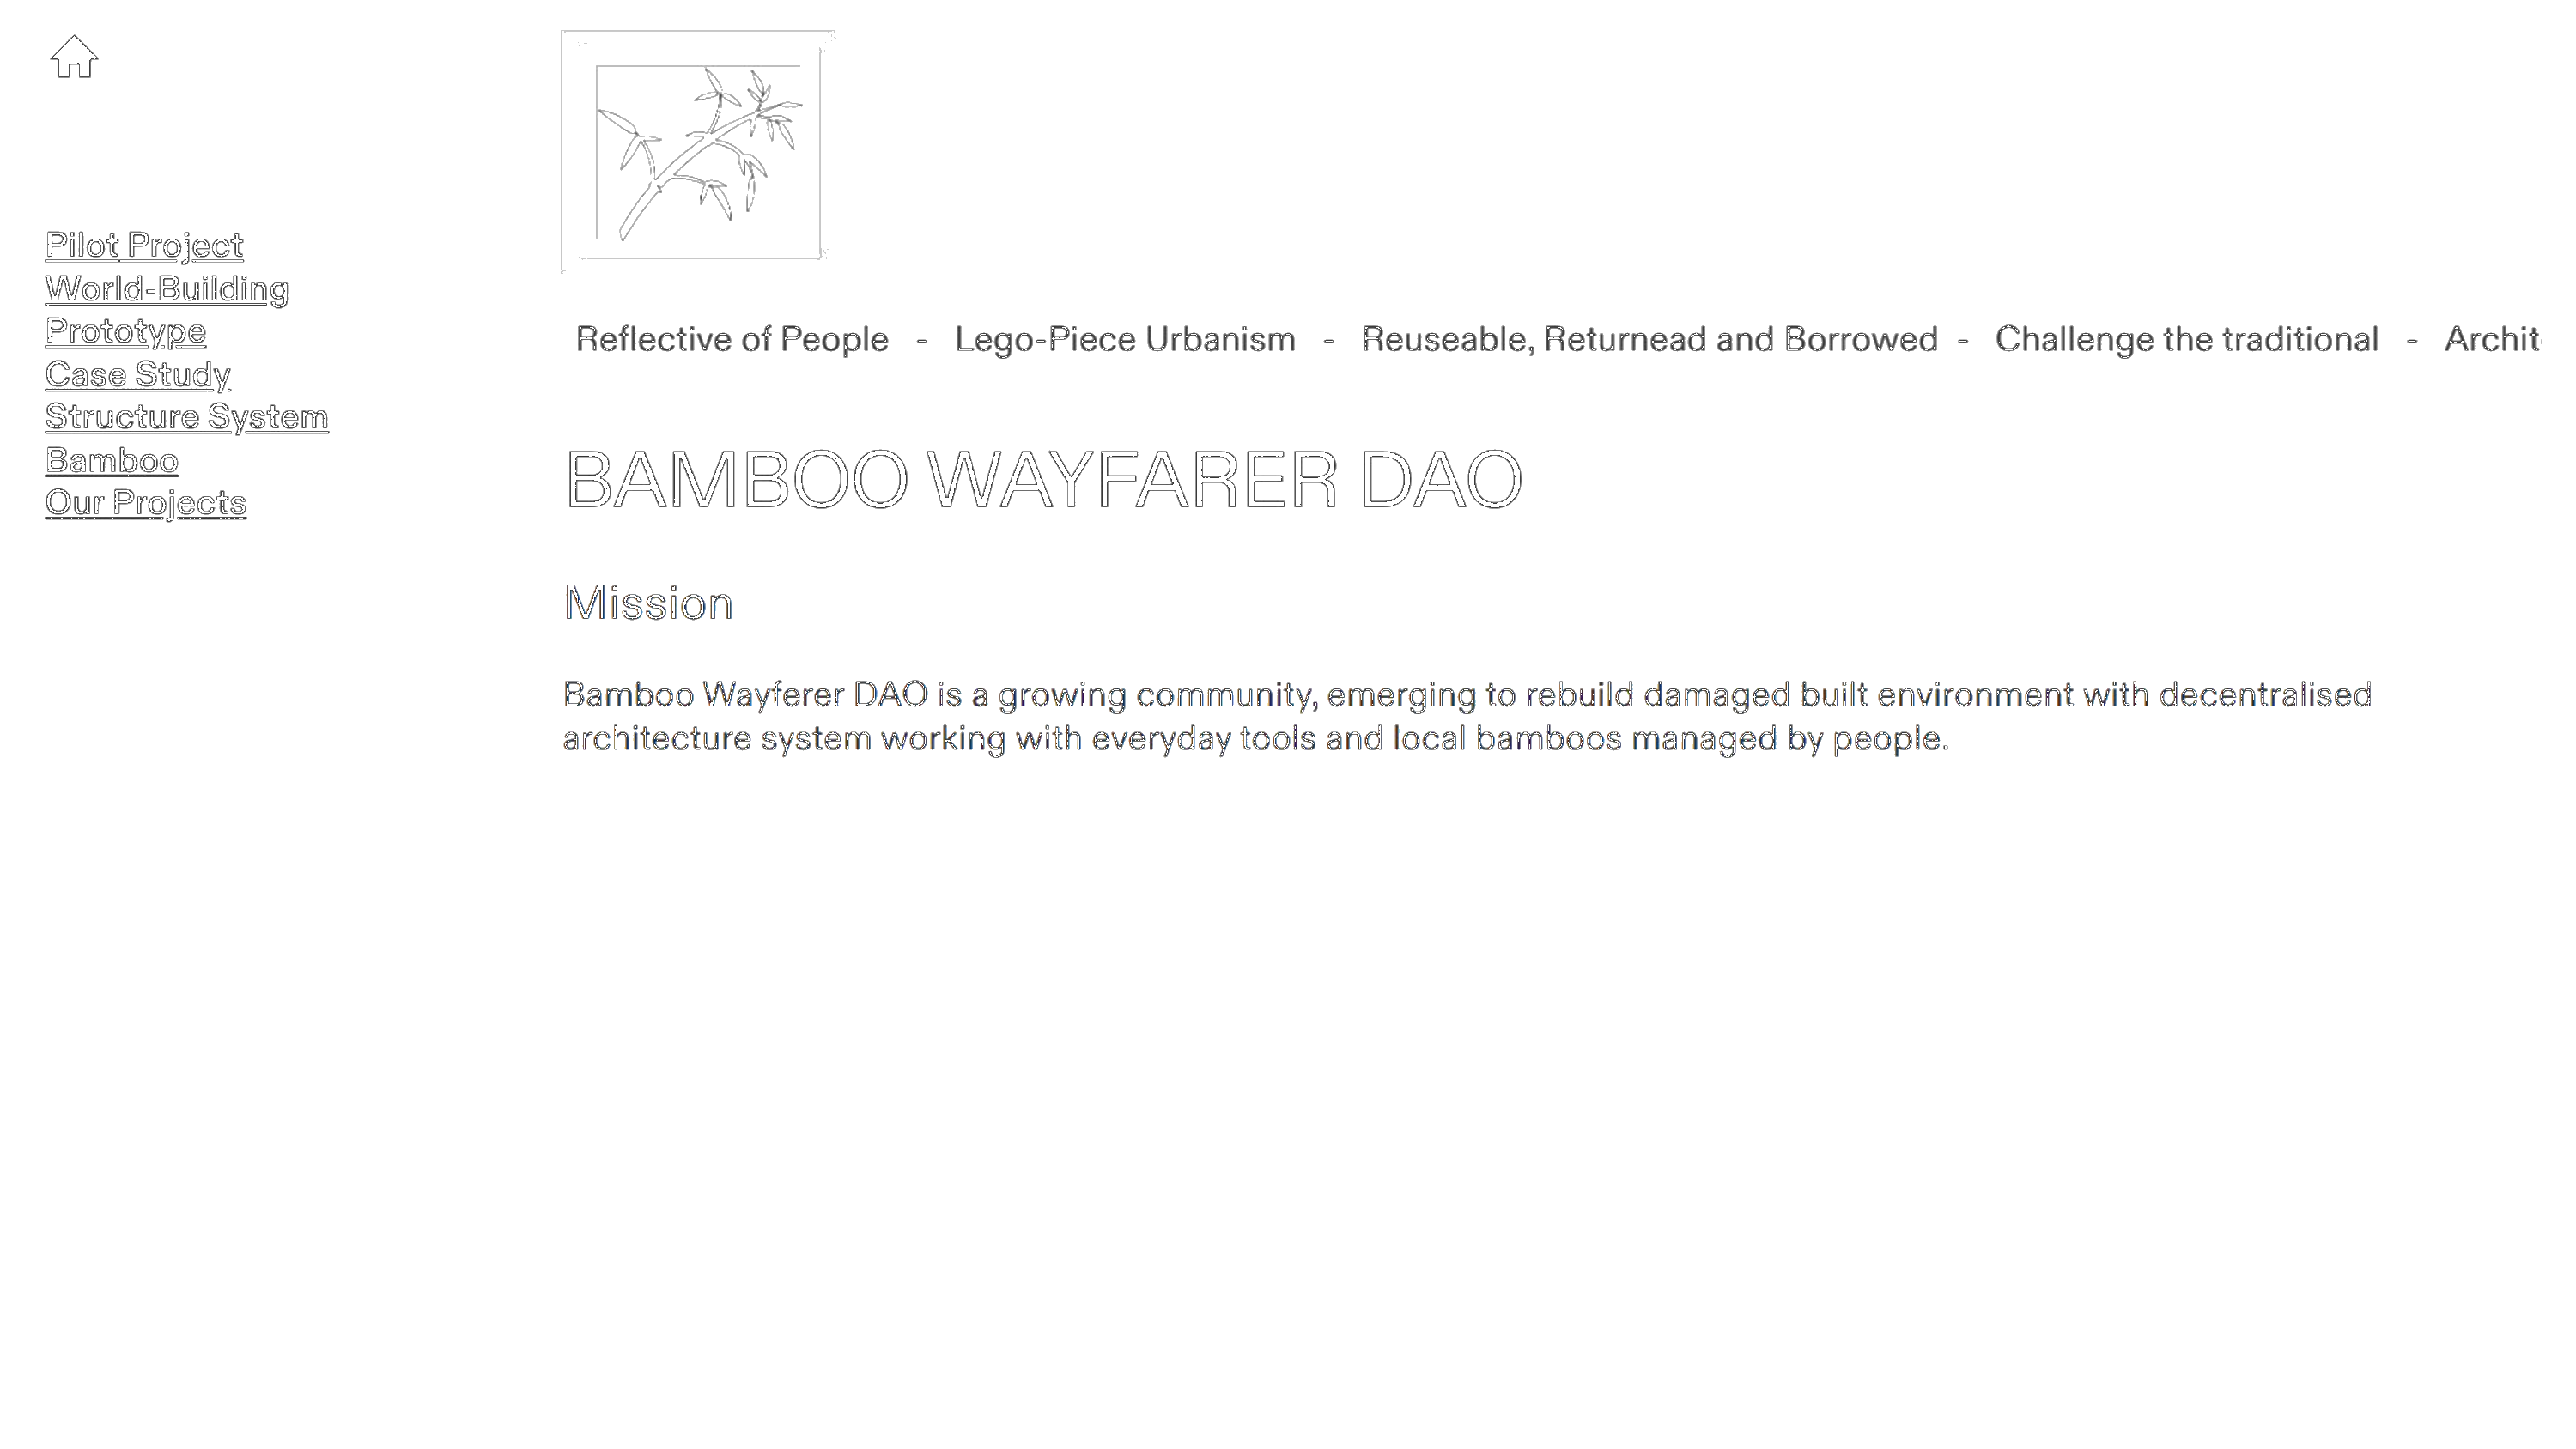 Pilot Project
World-Building
Prototype
Case Study
Structure System
Bamboo
Our Projects
Reflective of People - Lego-Piece Urbanism - Reuseable, Returnead and Borrowed - Challenge the traditional - Archit
BAMBOO WAYFARER DAO
Mission
Bamboo Wayferer DAO is a growing community, emerging to rebuild damaged built environment with decentralised
architecture system working with everyday tools and local bamboos managed by people.